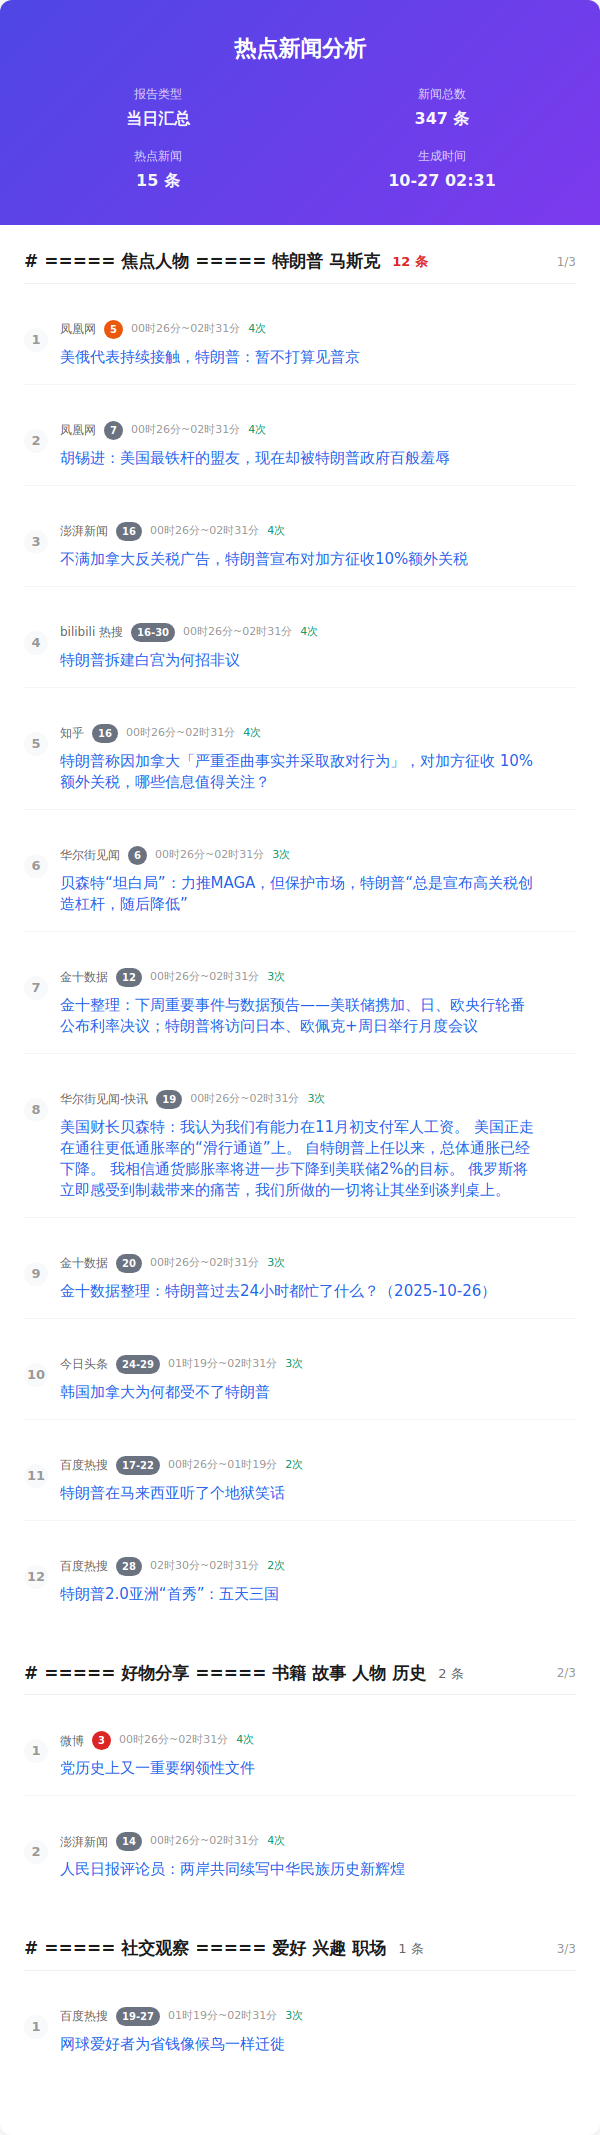 热点新闻分析
报告类型
当日汇总
新闻总数
347 条
热点新闻
15 条
生成时间
10-27 02:31
# ===== 焦点人物 ===== 特朗普 马斯克 12 条 1/3
1
凤凰网 5 00时26分~02时31分 4次
美俄代表持续接触，特朗普：暂不打算见普京
2
凤凰网 7 00时26分~02时31分 4次
胡锡进：美国最铁杆的盟友，现在却被特朗普政府百般羞辱
3
澎湃新闻 16 00时26分~02时31分 4次
不满加拿大反关税广告，特朗普宣布对加方征收10%额外关税
4
bilibili 热搜 16-30 00时26分~02时31分 4次
特朗普拆建白宫为何招非议
5
知乎 16 00时26分~02时31分 4次
特朗普称因加拿大「严重歪曲事实并采取敌对行为」，对加方征收 10%
额外关税，哪些信息值得关注？
6
华尔街见闻 6 00时26分~02时31分 3次
贝森特“坦白局”：力推MAGA，但保护市场，特朗普“总是宣布高关税创
造杠杆，随后降低”
7
金十数据 12 00时26分~02时31分 3次
金十整理：下周重要事件与数据预告——美联储携加、日、欧央行轮番
公布利率决议；特朗普将访问日本、欧佩克+周日举行月度会议
8
华尔街见闻-快讯 19 00时26分~02时31分 3次
美国财长贝森特：我认为我们有能力在11月初支付军人工资。 美国正走
在通往更低通胀率的“滑行通道”上。 自特朗普上任以来，总体通胀已经
下降。 我相信通货膨胀率将进一步下降到美联储2%的目标。 俄罗斯将
立即感受到制裁带来的痛苦，我们所做的一切将让其坐到谈判桌上。
9
金十数据 20 00时26分~02时31分 3次
金十数据整理：特朗普过去24小时都忙了什么？（2025-10-26）
10
今日头条 24-29 01时19分~02时31分 3次
韩国加拿大为何都受不了特朗普
11
百度热搜 17-22 00时26分~01时19分 2次
特朗普在马来西亚听了个地狱笑话
12
百度热搜 28 02时30分~02时31分 2次
特朗普2.0亚洲“首秀”：五天三国
# ===== 好物分享 ===== 书籍 故事 人物 历史 2 条 2/3
1
微博 3 00时26分~02时31分 4次
党历史上又一重要纲领性文件
2
澎湃新闻 14 00时26分~02时31分 4次
人民日报评论员：两岸共同续写中华民族历史新辉煌
# ===== 社交观察 ===== 爱好 兴趣 职场 1 条 3/3
1
百度热搜 19-27 01时19分~02时31分 3次
网球爱好者为省钱像候鸟一样迁徙